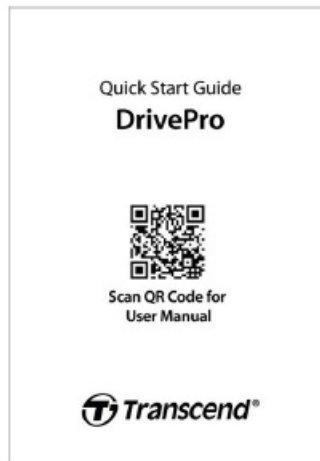 Quick Start Guide
DrivePro
Scan QR Code for
User Manual
Transcend®